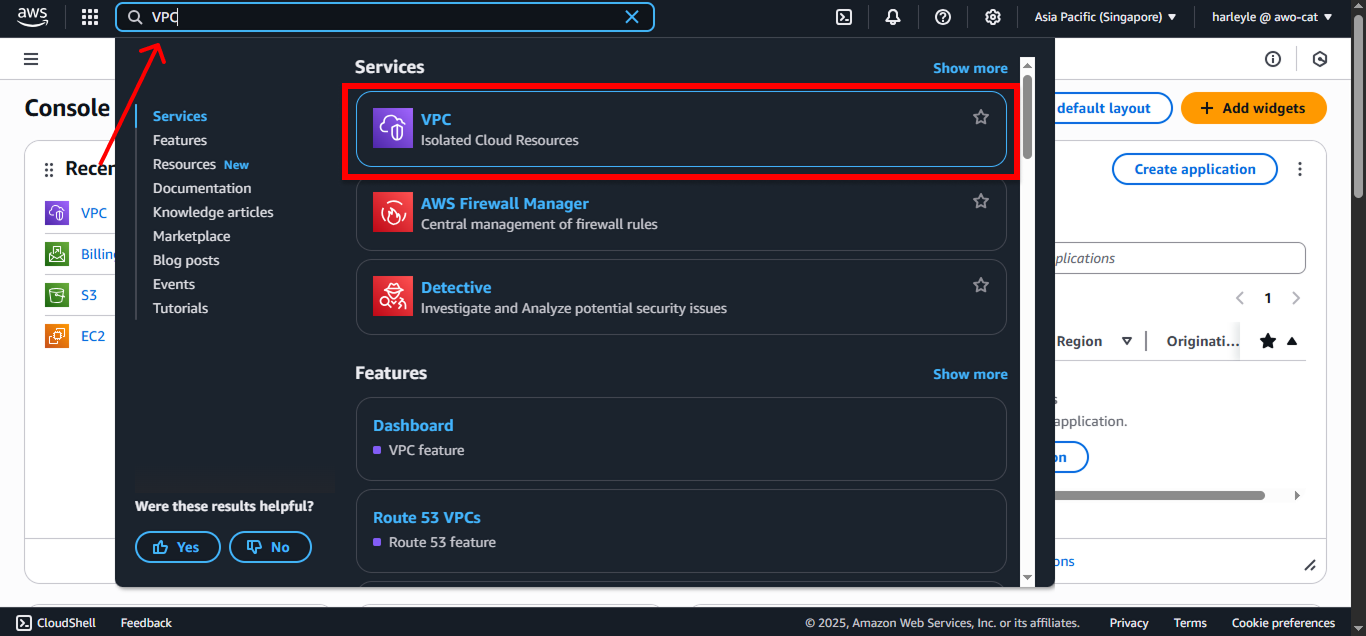 aws
VPC
Asia Pacific (Singapore)
harleyle @ awo-cat
Console
default layout
Add widgets
Recen
VPC
Billing
S3
EC2
Services
Features
Resources New
Documentation
Knowledge articles
Marketplace
Blog posts
Events
Tutorials
Were these results helpful?
Yes
No
Services
Show more
VPC
Isolated Cloud Resources
AWS Firewall Manager
Central management of firewall rules
Detective
Investigate and Analyze potential security issues
Features
Show more
Dashboard
VPC feature
Route 53 VPCs
Route 53 feature
Create application
plications
1
Region
Originati...
s
application.
on
ons
CloudShell
Feedback
© 2025, Amazon Web Services, Inc. or its affiliates.
Privacy
Terms
Cookie preferences